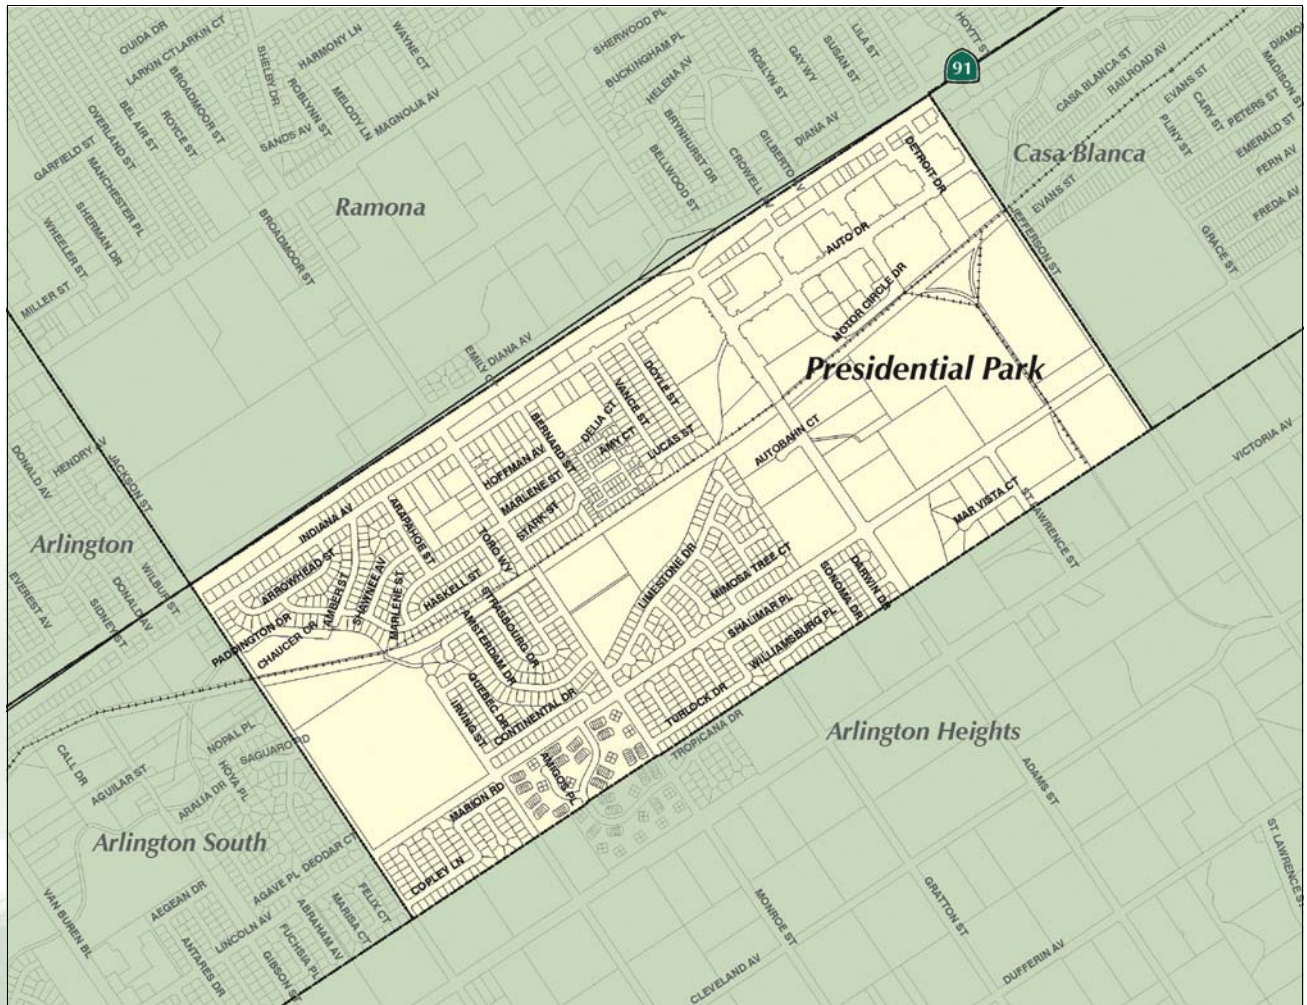 OUIDA DR
LARKIN CT
LARKIN CT
SHELBY DR
HARMONY LN
WAYNE CT
SHERWOOD PL
BUCKINGHAM PL
HELENA AV
ROSLYN ST
GAY WY
SUSAN ST
LILA ST
HOYTT ST
91
CASA BLANCA ST
RAILROAD AV
EVANS ST
CARY ST
PETERS ST
MADISON ST
PLINY ST
EMERALD ST
FERN AV
FREDA AV
GRACE ST
Casa Blanca
EVANS ST
JEFFERSON ST
BROADMOOR ST
ROBLYNN ST
MELODY LN
MAGNOLIA AV
SANDS AV
OVERLAND ST
BEL AIR ST
ROYCE ST
GARFIELD ST
MANCHESTER PL
SHERMAN DR
WHEELER ST
MILLER ST
BROADMOOR ST
Ramona
BRYNHURST DR
BELLWOOD ST
CROWELL AV
GILBERTO AV
DIANA AV
DETROIT DR
AUTO DR
MOTOR CIRCLE DR
Presidential Park
EMILY CT
DIANA AV
DOYLE ST
VANCE ST
DELIA CT
AMY CT
LUCAS ST
BERNARD ST
HOFFMAN AV
MARLENE ST
STARK ST
AUTOBAHN CT
VICTORIA AV
DONALD AV
HENDRY AV
JACKSON ST
Arlington
EVEREST AV
SIDNEY ST
DONALD AV
WILBUR ST
INDIANA AV
ARAPAHOE ST
ARROWHEAD ST
AMBER ST
SHAWNEE AV
MARLENE ST
HASKELL ST
TORO WY
PADDINGTON DR
CHAUCER DR
STRASBOURG DR
AMSTERDAM DR
QUEBEC DR
IRVING ST
CONTINENTAL DR
LIMESTONE DR
MIMOSA TREE CT
SHALIMAR PL
WILLIAMSBURG PL
SONOMA DR
DARWIN DR
MAR VISTA CT
ST LAWRENCE ST
TURLOCK DR
TROPICANA DR
AMIGOS PL
MARION RD
COPLEY LN
Arlington Heights
ADAMS ST
NOPAL PL
SAGUARO RD
HOYA PL
ARALIA DR
CALL DR
AGUILAR ST
Arlington South
VAN BUREN BL
AEGEAN DR
AGAVE PL
DEODAR CT
FELIX CT
MARISA CT
ABRAHAM AV
FUCHSIA PL
GIBSON ST
LINCOLN AV
ANTARES DR
MONROE ST
GRATTON ST
ST LAWRENCE ST
CLEVELAND AV
DUFFERIN AV